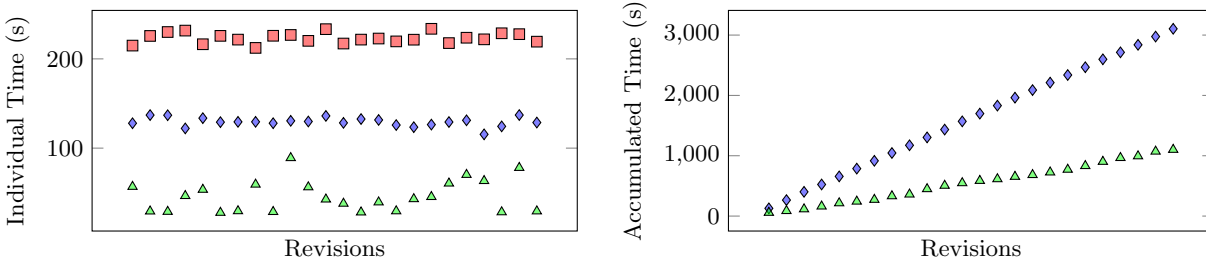 Individual Time (s)
200
100
Revisions
Accumulated Time (s)
3,000
2,000
1,000
0
Revisions